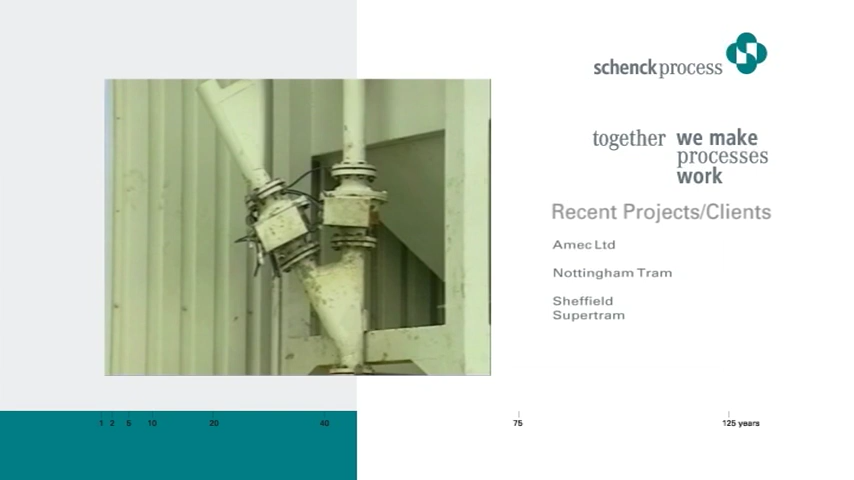 schenck process
together we make
processes
work
Recent Projects/Clients
Amec Ltd
Nottingham Tram
Sheffield
Supertram
1 2 5 10 20 40 75 125 years